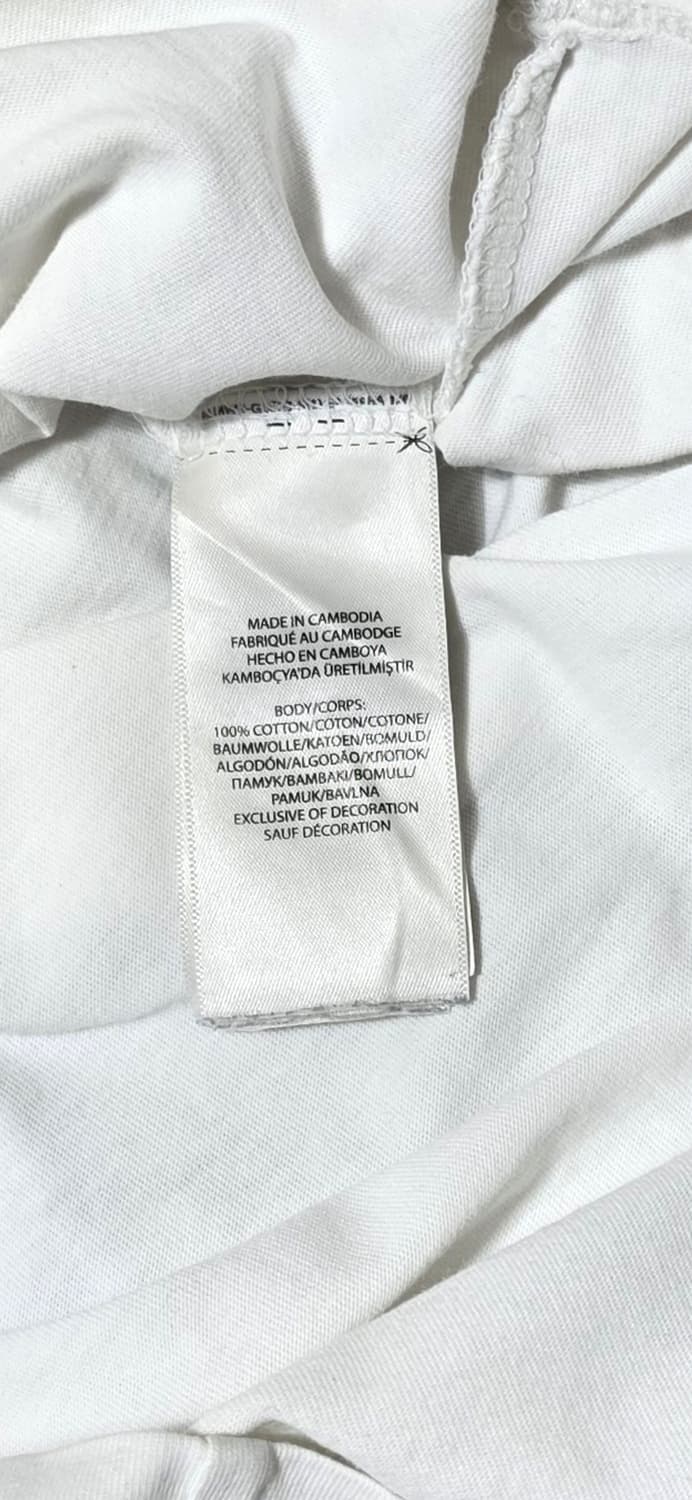 MADE IN CAMBODIA
FABRIQUÉ AU CAMBODGE
HECHO EN CAMBOYA
KAMBOÇYA'DA ÜRETİLMİŞTİR
BODY/CORPS:
100% COTTON/COTON/COTONE/
BAUMWOLLE/KATOEN/BOMULD/
ALGODÓN/ALGODÃO/ХЛОПОК/
ПАМУК/BAMBAKI/BOMULL/
PAMUK/BAVLNA
EXCLUSIVE OF DECORATION
SAUF DÉCORATION